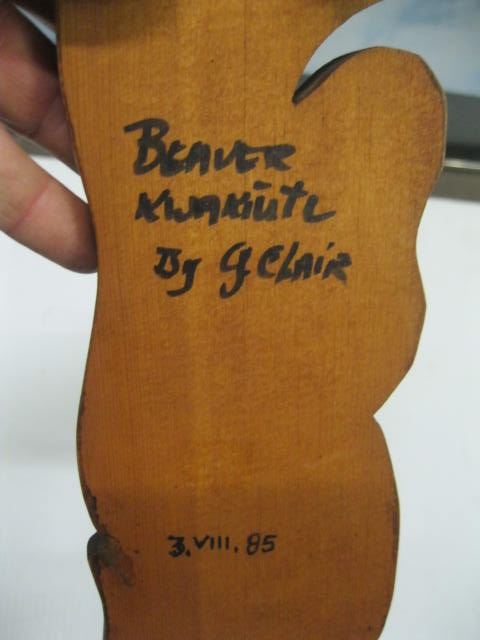 BEAVER
KWAKIUTL
By G. CLAIR
3.VIII.85